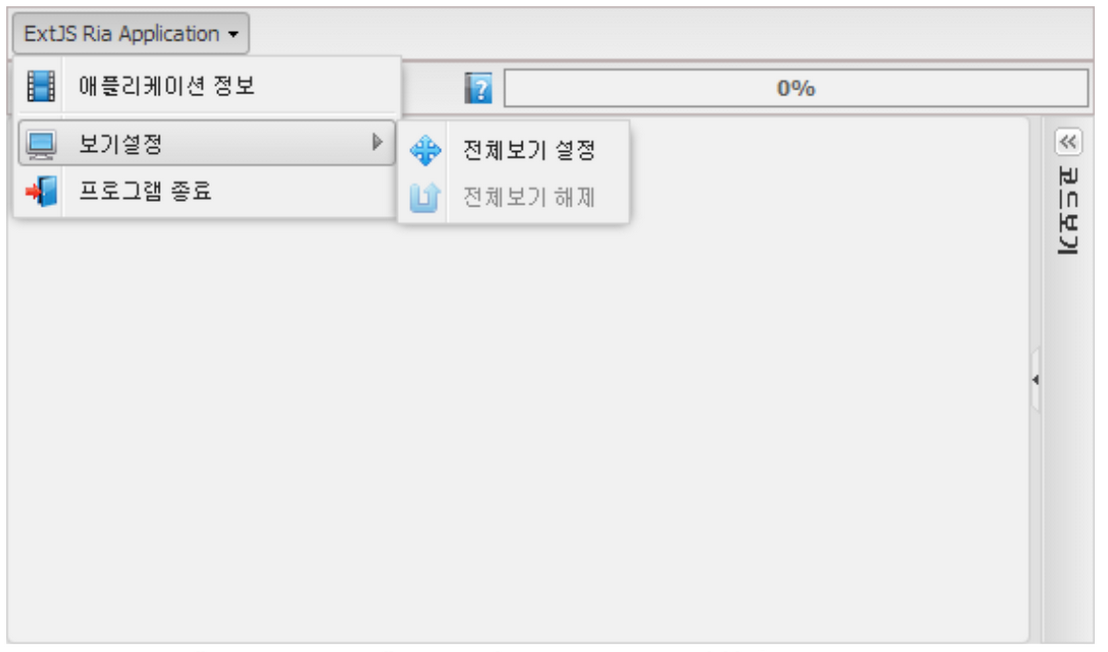 ExtJS Ria Application
애플리케이션 정보
0%
보기설정
전체보기 설정
프로그램 종료
전체보기 해제
코드보기